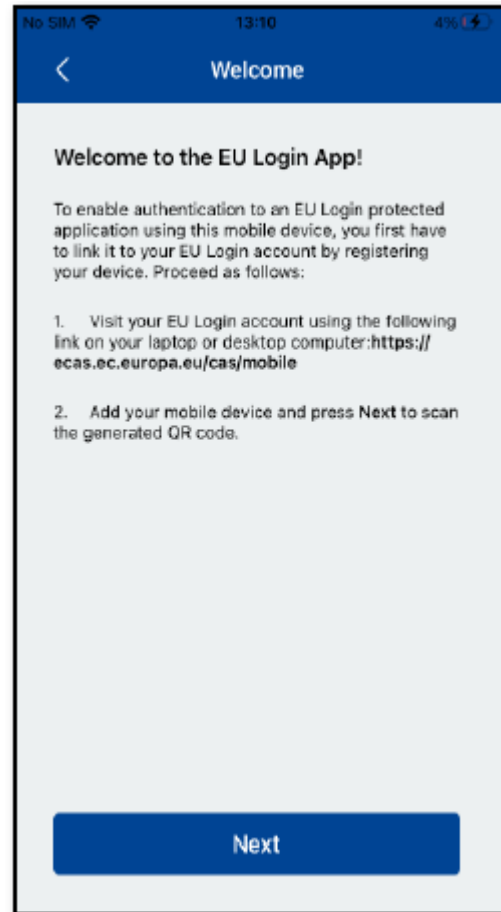 No SIM 13:10 4%
Welcome
Welcome to the EU Login App!
To enable authentication to an EU Login protected
application using this mobile device, you first have
to link it to your EU Login account by registering
your device. Proceed as follows:
1. Visit your EU Login account using the following
link on your laptop or desktop computer:https://
ecas.ec.europa.eu/cas/mobile
2. Add your mobile device and press Next to scan
the generated QR code.
Next